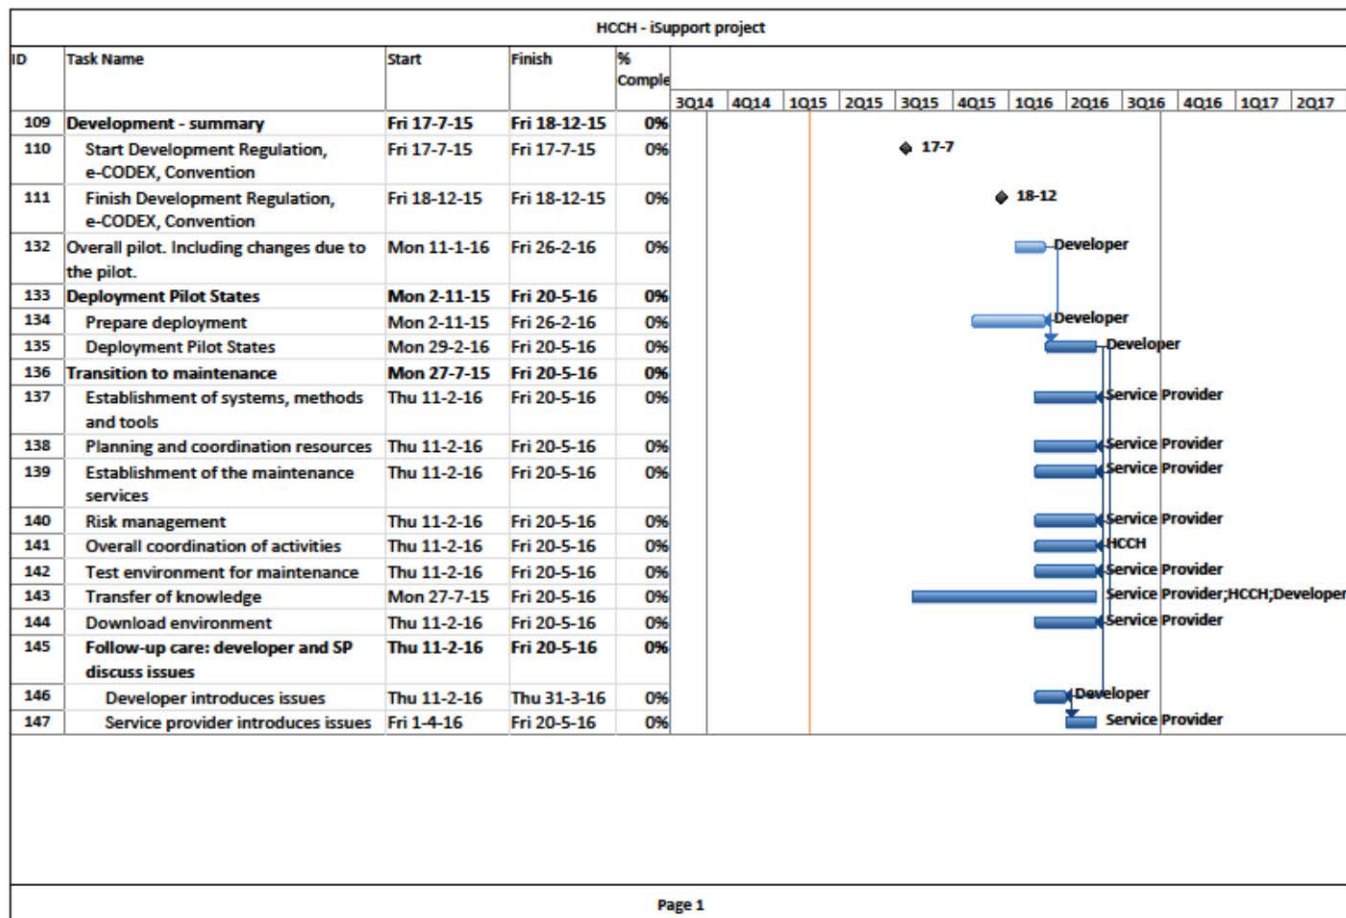 HCCH - iSupport project
ID Task Name Start Finish % Comple
3Q14 4Q14 1Q15 2Q15 3Q15 4Q15 1Q16 2Q16 3Q16 4Q16 1Q17 2Q17
109 Development - summary Fri 17-7-15 Fri 18-12-15 0%
110 Start Development Regulation, Fri 17-7-15 Fri 17-7-15 0% 17-7
e-CODEX, Convention
111 Finish Development Regulation, Fri 18-12-15 Fri 18-12-15 0% 18-12
e-CODEX, Convention
132 Overall pilot. Including changes due to Mon 11-1-16 Fri 26-2-16 0% Developer
the pilot.
133 Deployment Pilot States Mon 2-11-15 Fri 20-5-16 0%
134 Prepare deployment Mon 2-11-15 Fri 26-2-16 0% Developer
135 Deployment Pilot States Mon 29-2-16 Fri 20-5-16 0% Developer
136 Transition to maintenance Mon 27-7-15 Fri 20-5-16 0%
137 Establishment of systems, methods Thu 11-2-16 Fri 20-5-16 0% Service Provider
and tools
138 Planning and coordination resources Thu 11-2-16 Fri 20-5-16 0% Service Provider
139 Establishment of the maintenance Thu 11-2-16 Fri 20-5-16 0% Service Provider
services
140 Risk management Thu 11-2-16 Fri 20-5-16 0% Service Provider
141 Overall coordination of activities Thu 11-2-16 Fri 20-5-16 0% HCCH
142 Test environment for maintenance Thu 11-2-16 Fri 20-5-16 0% Service Provider
143 Transfer of knowledge Mon 27-7-15 Fri 20-5-16 0% Service Provider;HCCH;Developer
144 Download environment Thu 11-2-16 Fri 20-5-16 0% Service Provider
145 Follow-up care: developer and SP Thu 11-2-16 Fri 20-5-16 0%
discuss issues
146 Developer introduces issues Thu 11-2-16 Thu 31-3-16 0% Developer
147 Service provider introduces issues Fri 1-4-16 Fri 20-5-16 0% Service Provider
Page 1